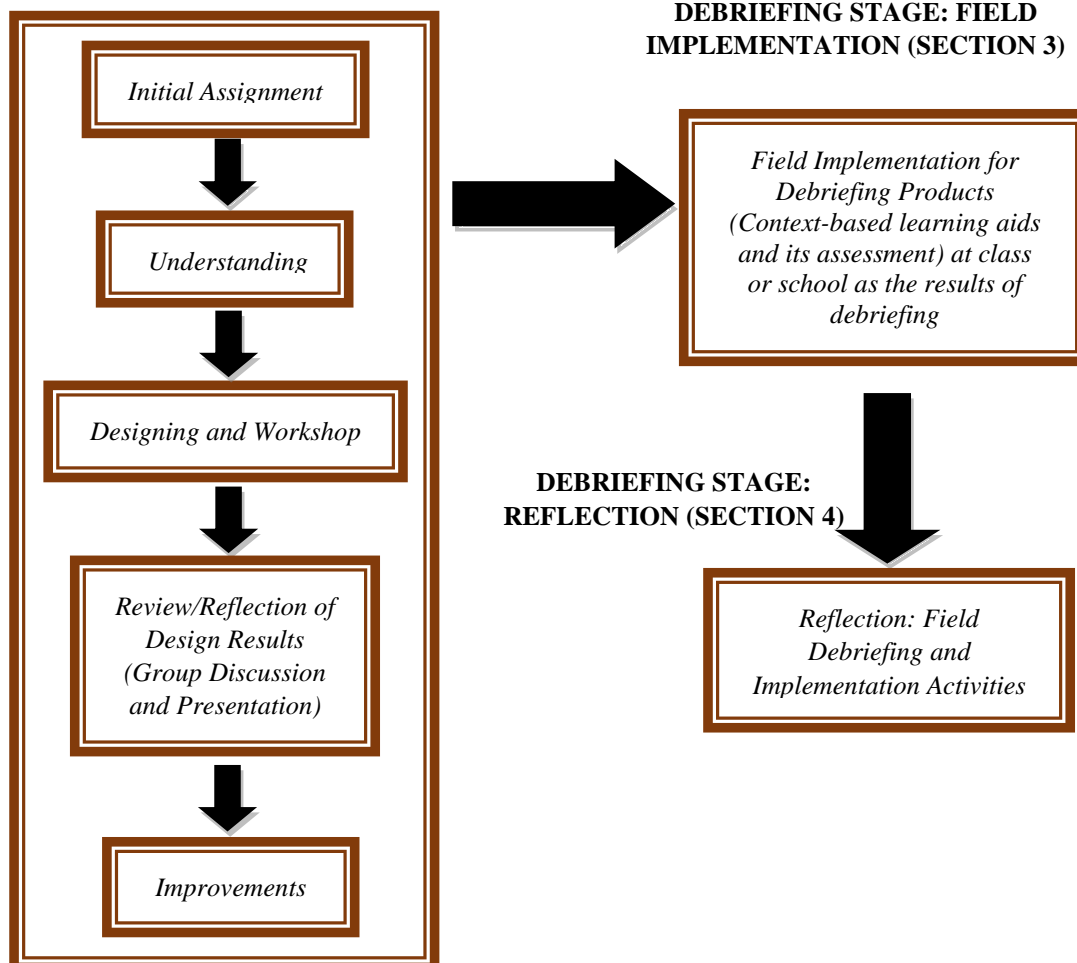 Initial Assignment
Understanding
Designing and Workshop
Review/Reflection of
Design Results
(Group Discussion
and Presentation)
Improvements
DEBRIEFING STAGE: FIELD
IMPLEMENTATION (SECTION 3)
Field Implementation for
Debriefing Products
(Context-based learning aids
and its assessment) at class
or school as the results of
debriefing
DEBRIEFING STAGE:
REFLECTION (SECTION 4)
Reflection: Field
Debriefing and
Implementation Activities